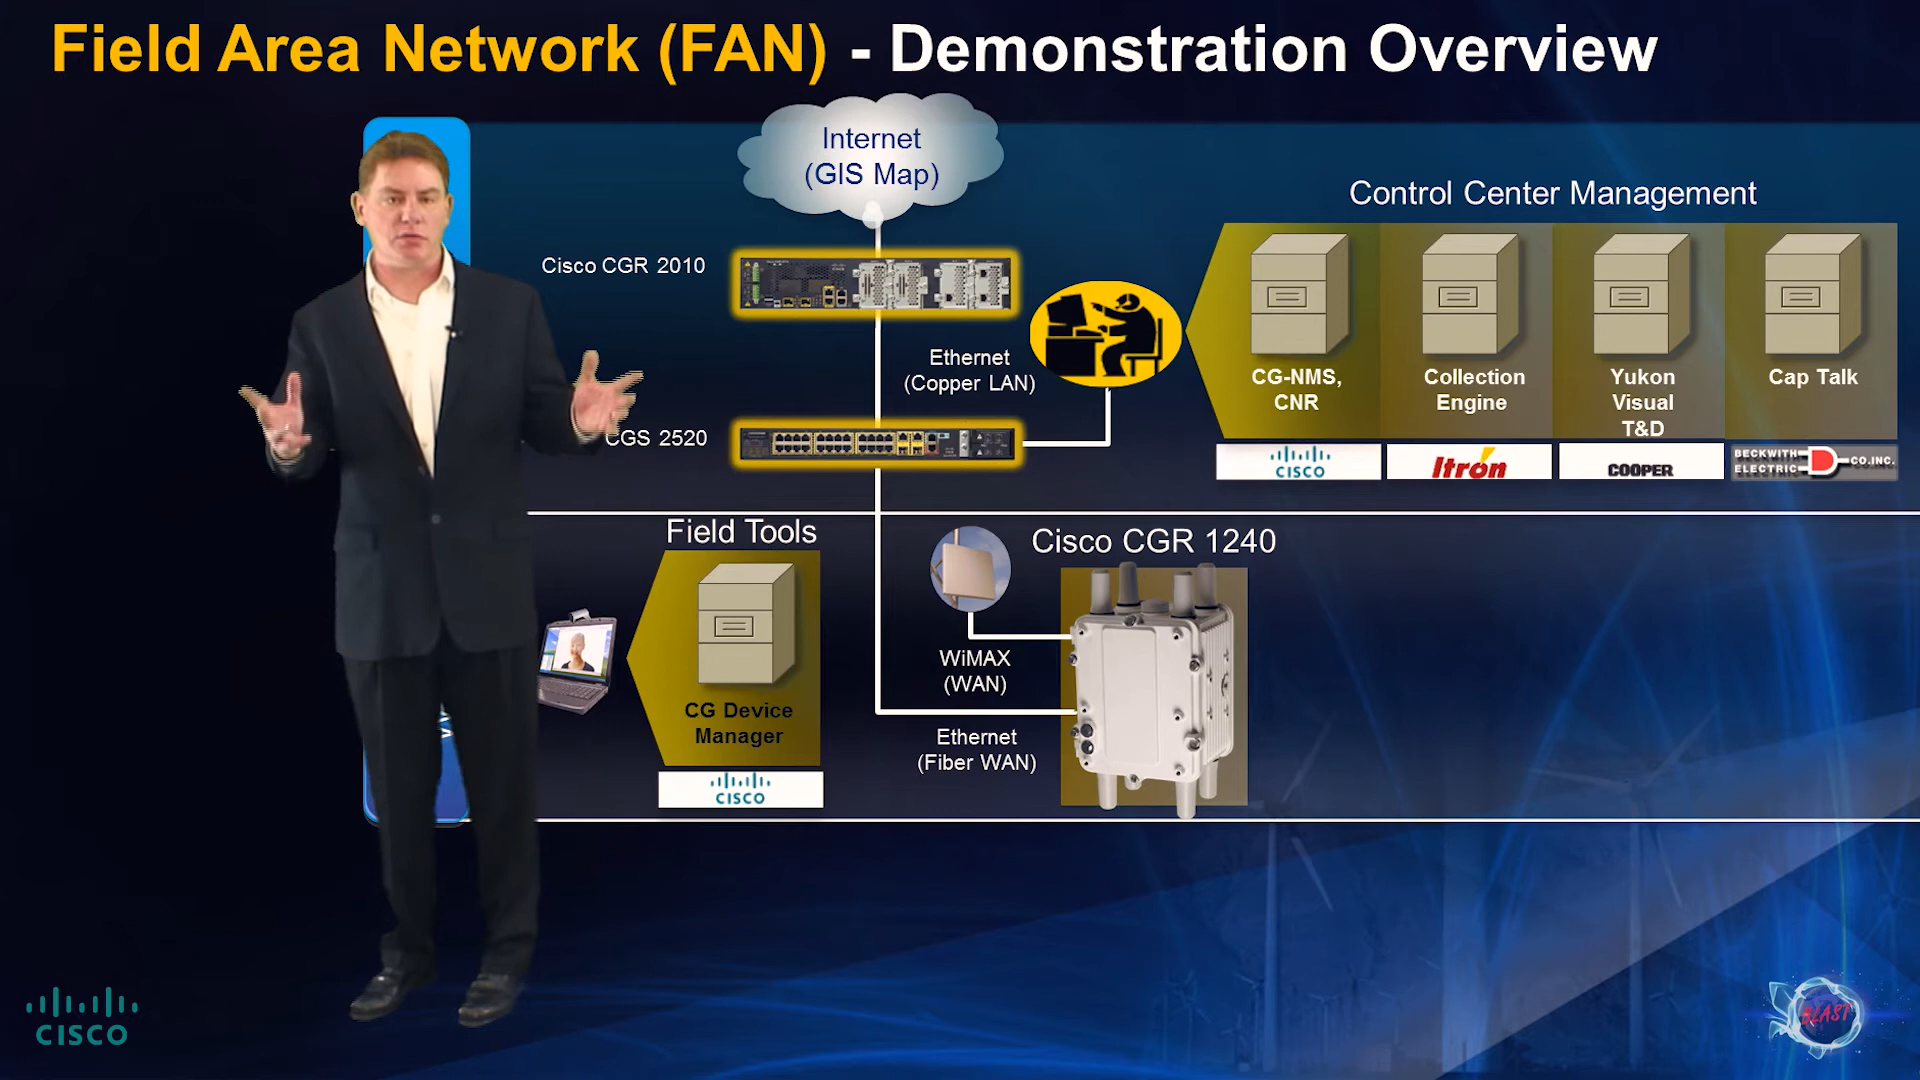 Field Area Network (FAN) - Demonstration Overview
Internet
(GIS Map)
Control Center Management
Cisco CGR 2010
Ethernet
(Copper LAN)
CG-NMS,
CNR
Collection
Engine
Yukon
Visual
T&D
Cap Talk
CGS 2520
CISCO
Itron
COOPER
BECKWITH
ELECTRIC
CO.INC.
Field Tools
Cisco CGR 1240
WiMAX
(WAN)
CG Device
Manager
Ethernet
(Fiber WAN)
CISCO
CISCO
BLAST